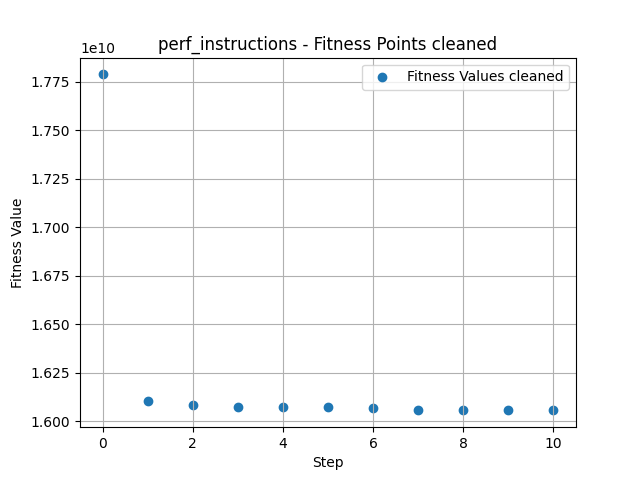 perf_instructions - Fitness Points cleaned
1e10
Fitness Values cleaned
1.775
1.750
1.725
1.700
1.675
1.650
1.625
1.600
Fitness Value
0 2 4 6 8 10
Step